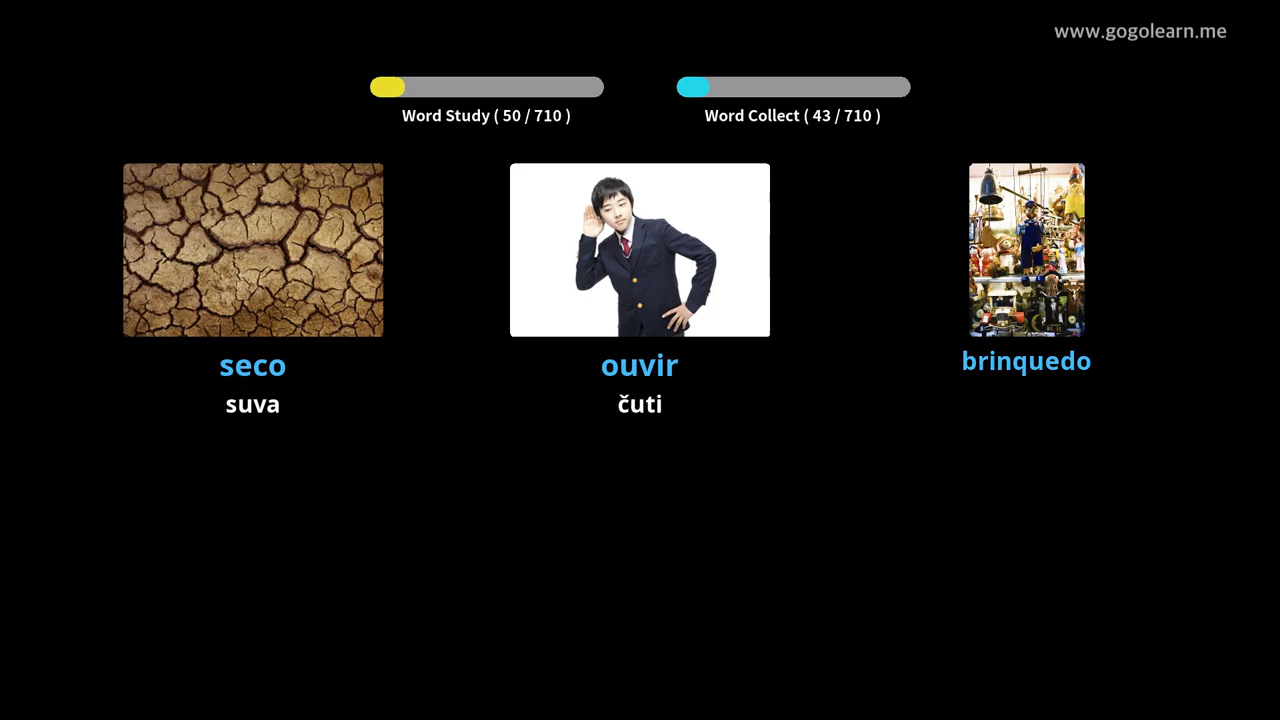 www.gogolearn.me
Word Study ( 50 / 710 )
Word Collect ( 43 / 710 )
seco
ouvir
brinquedo
suva
čuti